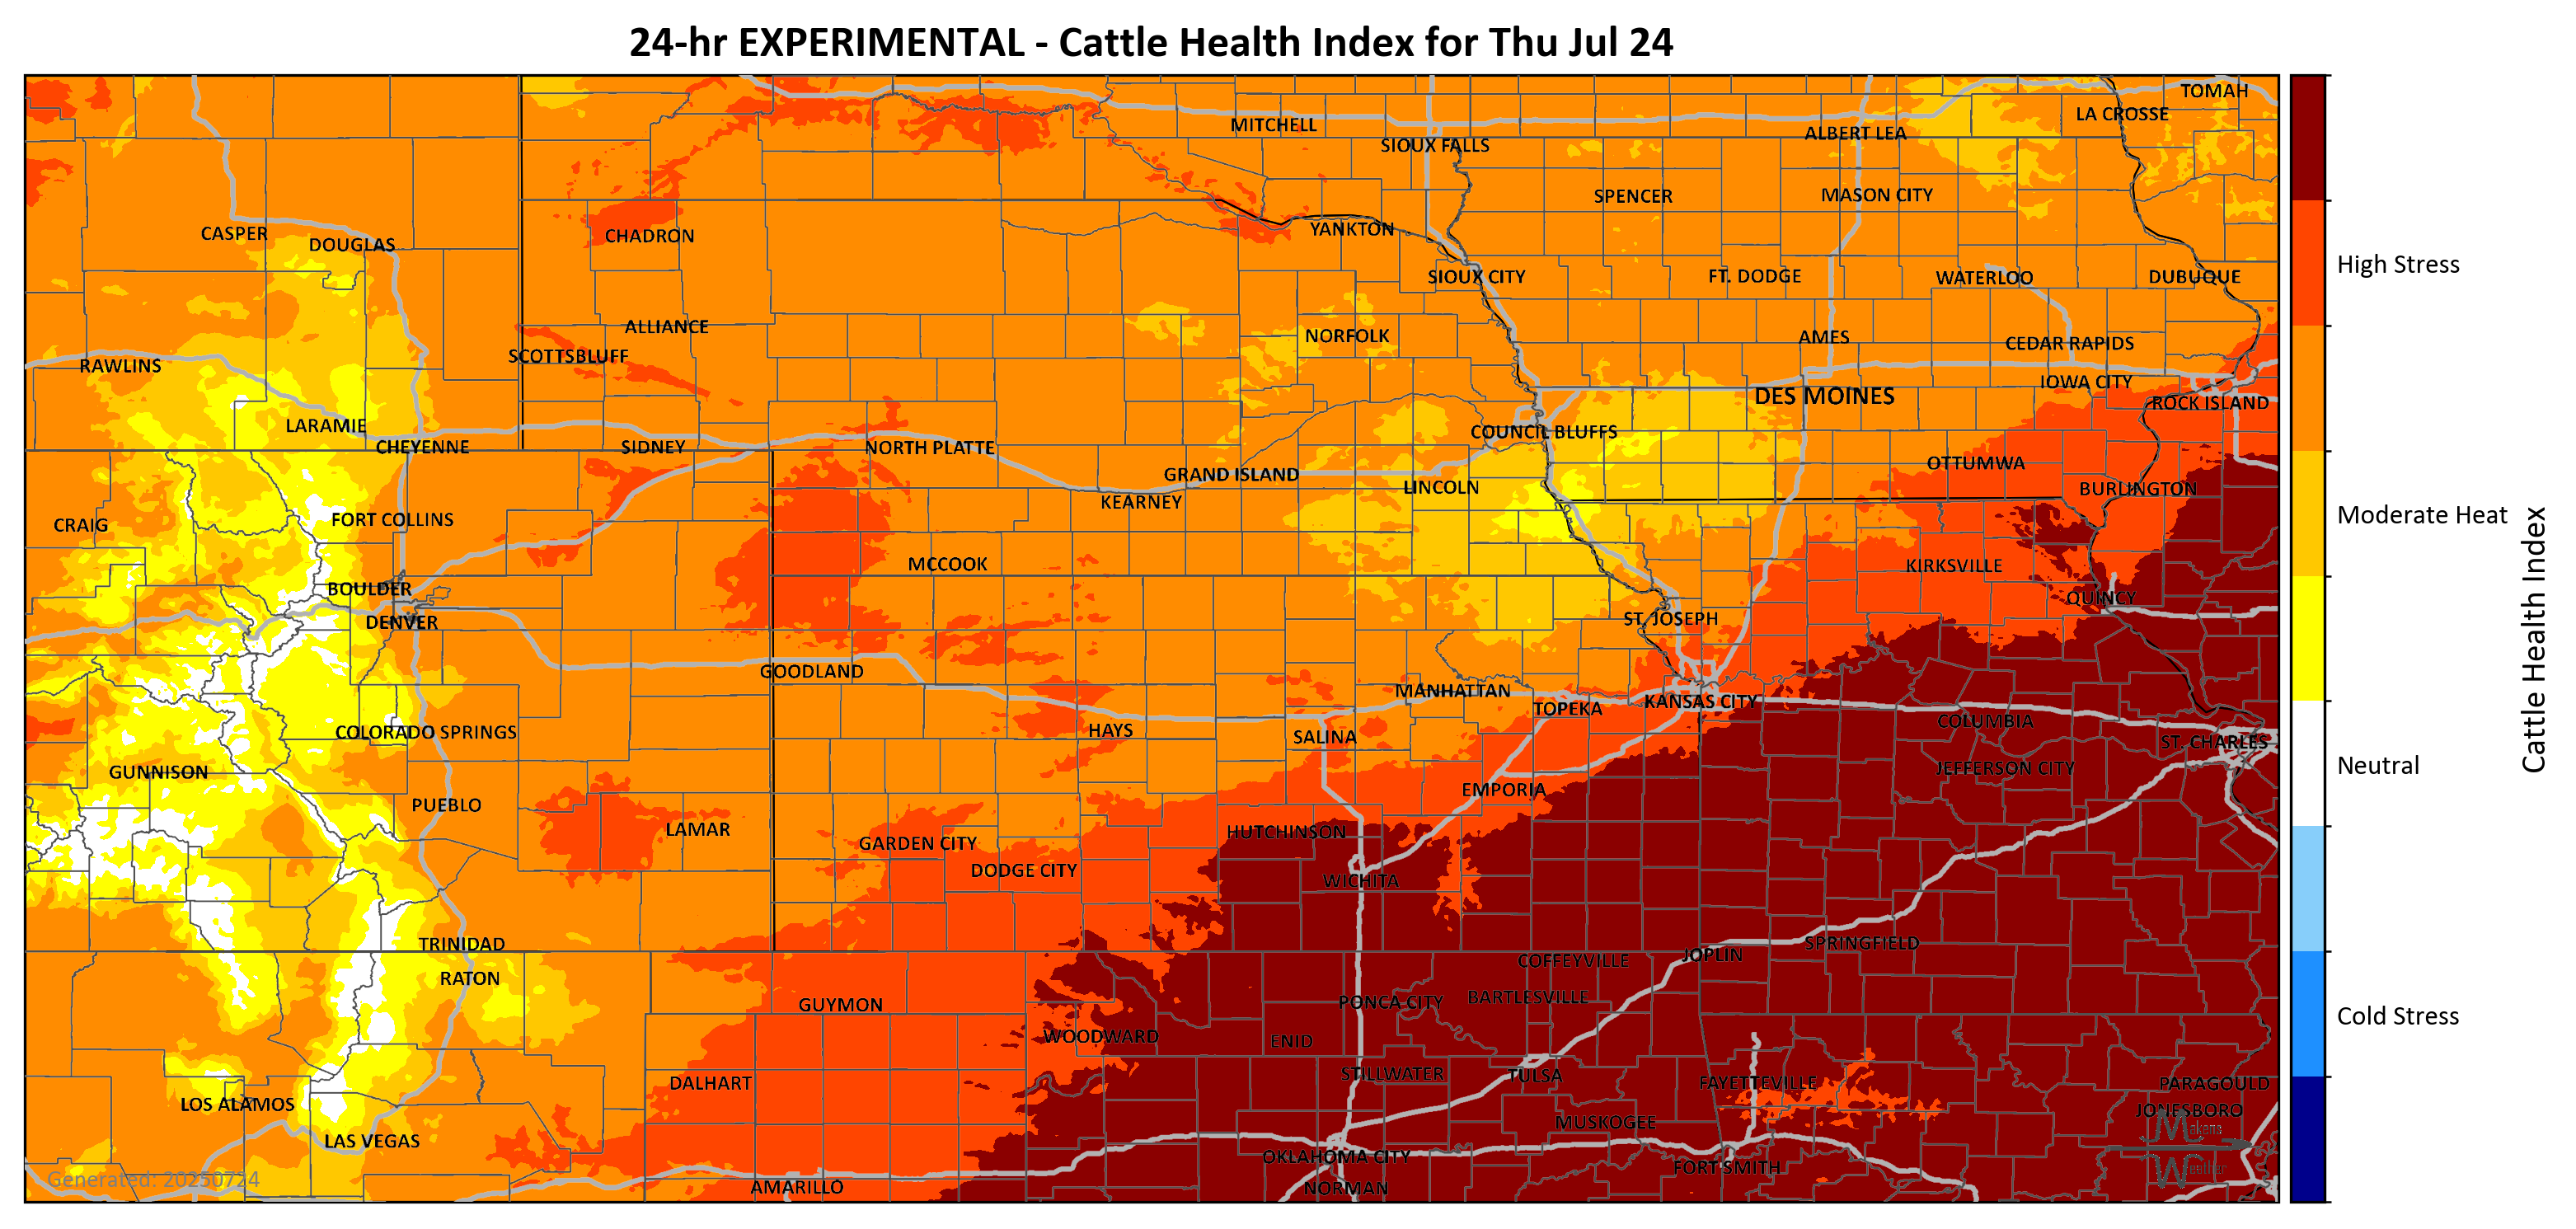 24-hr EXPERIMENTAL - Cattle Health Index for Thu Jul 24
TOMAH
LA CROSSE
MITCHELL
ALBERT LEA
SIOUX FALLS
SPENCER
MASON CITY
CASPER
DOUGLAS
CHADRON
YANKTON
SIOUX CITY
FT. DODGE
WATERLOO
DUBUQUE
High Stress
ALLIANCE
NORFOLK
AMES
CEDAR RAPIDS
SCOTTSBLUFF
RAWLINS
IOWA CITY
DES MOINES
ROCK ISLAND
LARAMIE
COUNCIL BLUFFS
CHEYENNE
SIDNEY
NORTH PLATTE
OTTUMWA
GRAND ISLAND
LINCOLN
BURLINGTON
KEARNEY
CRAIG
FORT COLLINS
Moderate Heat
MCCOOK
KIRKSVILLE
BOULDER
QUINCY
DENVER
ST. JOSEPH
Cattle Health Index
GOODLAND
MANHATTAN
KANSAS CITY
TOPEKA
COLUMBIA
COLORADO SPRINGS
HAYS
SALINA
ST. CHARLES
GUNNISON
JEFFERSON CITY
Neutral
EMPORIA
PUEBLO
LAMAR
HUTCHINSON
GARDEN CITY
DODGE CITY
WICHITA
TRINIDAD
SPRINGFIELD
JOPLIN
COFFEYVILLE
RATON
BARTLESVILLE
GUYMON
PONCA CITY
Cold Stress
WOODWARD
ENID
STILLWATER
TULSA
DALHART
FAYETTEVILLE
PARAGOULD
LOS ALAMOS
JONESBORO
MUSKOGEE
Makens
LAS VEGAS
OKLAHOMA CITY
FORT SMITH
Weather
Generated: 20250724
AMARILLO
NORMAN